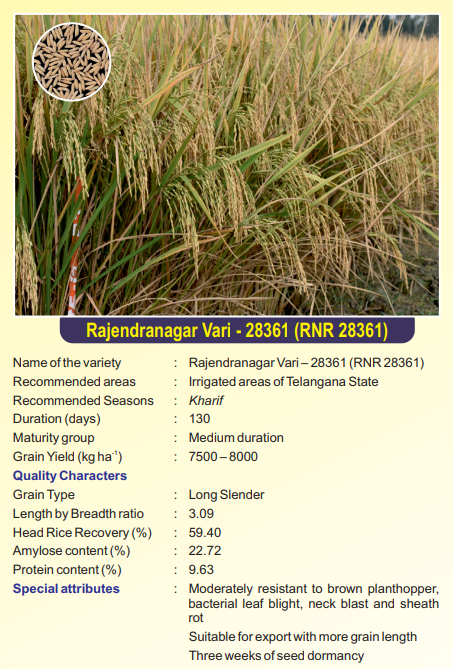 Rajendranagar Vari - 28361 (RNR 28361)
Name of the variety : Rajendranagar Vari – 28361 (RNR 28361)
Recommended areas : Irrigated areas of Telangana State
Recommended Seasons : Kharif
Duration (days) : 130
Maturity group : Medium duration
Grain Yield (kg ha⁻¹) : 7500 – 8000
Quality Characters
Grain Type : Long Slender
Length by Breadth ratio : 3.09
Head Rice Recovery (%) : 59.40
Amylose content (%) : 22.72
Protein content (%) : 9.63
Special attributes : Moderately resistant to brown planthopper,
bacterial leaf blight, neck blast and sheath
rot
Suitable for export with more grain length
Three weeks of seed dormancy